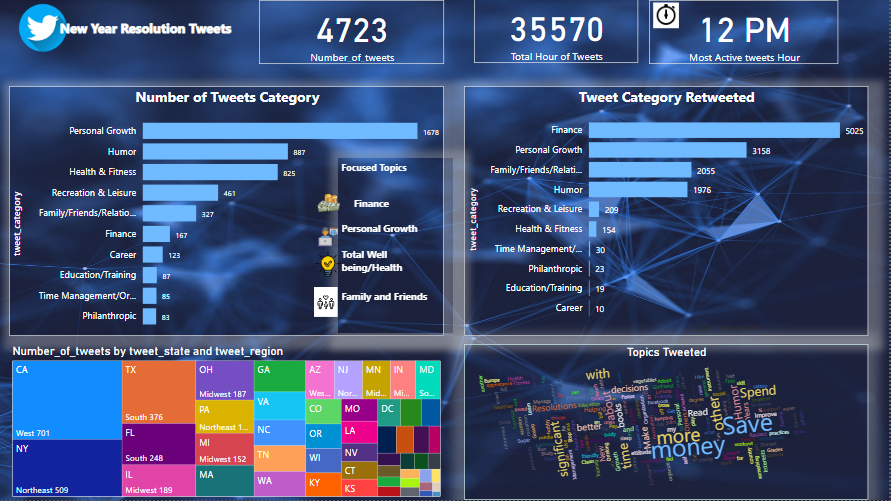 New Year Resolution Tweets
4723
Number_of_tweets
35570
Total Hour of Tweets
12 PM
Most Active tweets Hour
Number of Tweets Category
tweet_category
Personal Growth 1678
Humor 887
Health & Fitness 825
Recreation & Leisure 461
Family/Friends/Relatio... 327
Finance 167
Career 123
Education/Training 87
Time Management/Or... 85
Philanthropic 83
Focused Topics
Finance
Personal Growth
Total Well
being/Health
Family and Friends
Tweet Category Retweeted
tweet_category
Finance 5025
Personal Growth 3158
Family/Friends/Relati... 2055
Humor 1976
Recreation & Leisure 209
Health & Fitness 154
Time Management/... 30
Philanthropic 23
Education/Training 19
Career 10
Number_of_tweets by tweet_state and tweet_region
CA
West 701
NY
Northeast 509
TX
South 376
FL
South 248
IL
Midwest 189
OH
Midwest 187
PA
Northeast 1...
MI
Midwest 152
MA
GA
VA
NC
TN
WA
AZ
Wes...
NJ
Nor...
MN
Mid...
IN
Mi...
MD
So...
CO
OR
WI
KY
MO
LA
NV
CT
KS
DC
Topics Tweeted
with
decisions
Resolutions
Spend
Read
books
better
more
other
Save
money
time
significant
humor
about
Improve